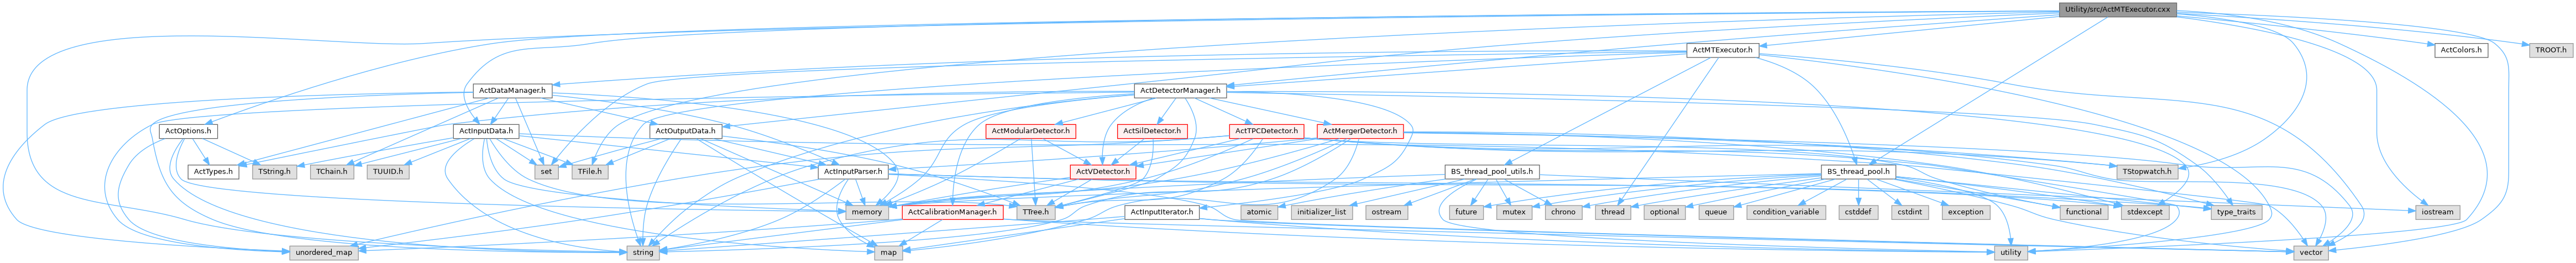 Utility/src/ActMTExecutor.cxx
ActMTExecutor.h
ActColors.h
TROOT.h
ActDataManager.h
ActDetectorManager.h
ActOptions.h
ActInputData.h
ActOutputData.h
ActModularDetector.h
ActSilDetector.h
ActTPCDetector.h
ActMergerDetector.h
ActTypes.h
TString.h
TChain.h
TUUID.h
set
TFile.h
ActInputParser.h
ActVDetector.h
BS_thread_pool_utils.h
BS_thread_pool.h
TStopwatch.h
memory
ActCalibrationManager.h
TTree.h
ActInputIterator.h
atomic
initializer_list
ostream
future
mutex
chrono
thread
optional
queue
condition_variable
cstddef
cstdint
exception
functional
stdexcept
type_traits
iostream
unordered_map
string
map
utility
vector